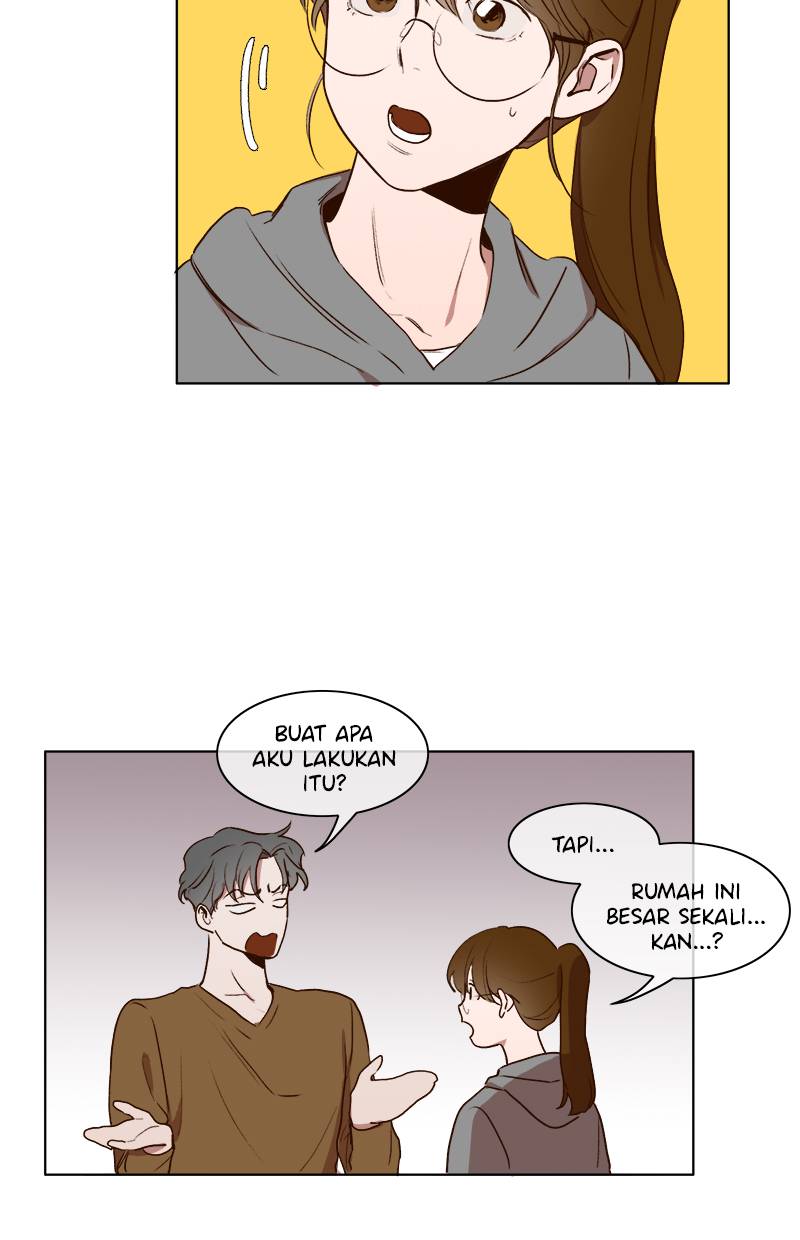 BUAT APA
AKU LAKUKAN
ITU?
TAPI...
RUMAH INI
BESAR SEKALI...
KAN...?